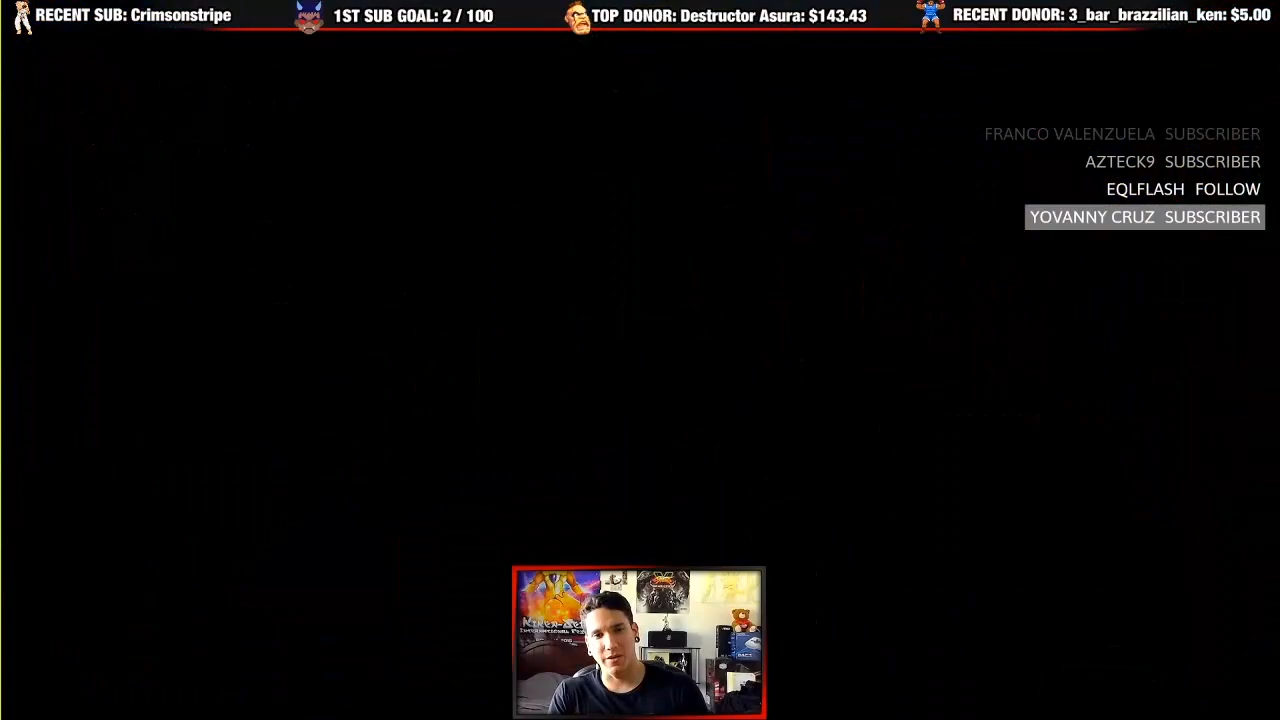 RECENT SUB: Crimsonstripe
1ST SUB GOAL: 2 / 100
TOP DONOR: Destructor Asura: $143.43
RECENT DONOR: 3_bar_brazzilian_ken: $5.00
FRANCO VALENZUELA SUBSCRIBER
AZTECK9 SUBSCRIBER
EQLFLASH FOLLOW
YOVANNY CRUZ SUBSCRIBER